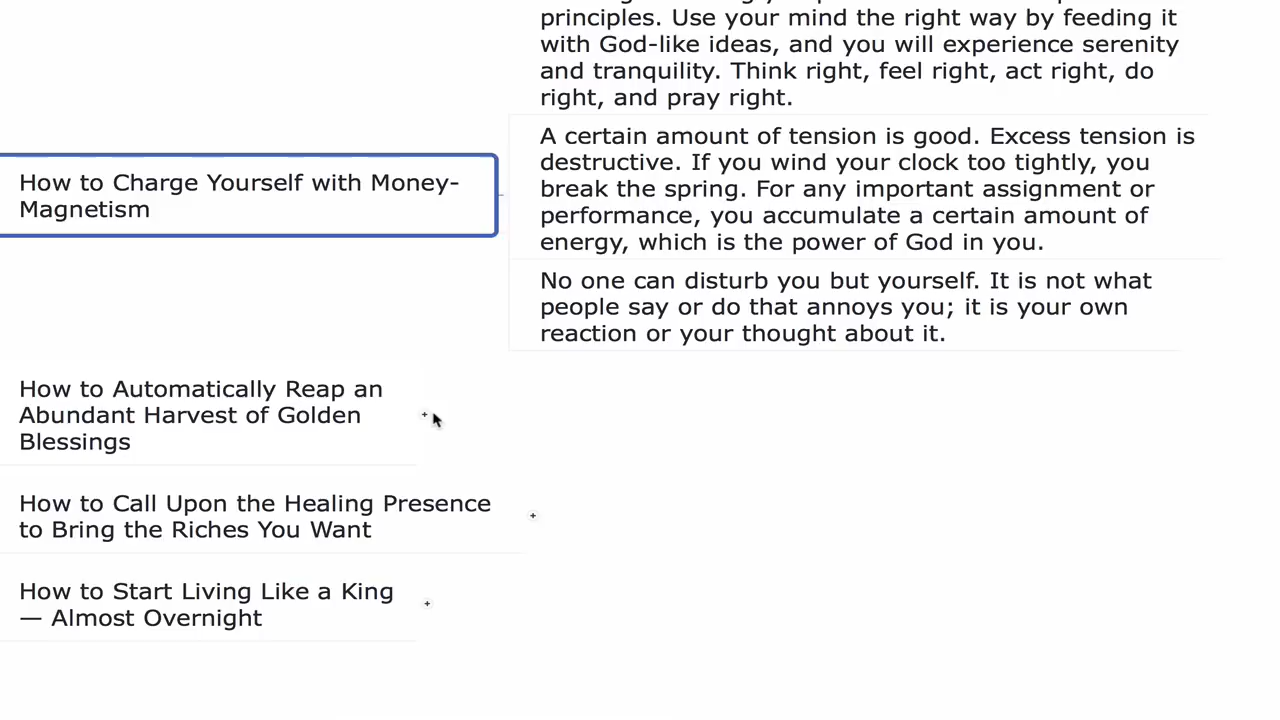 principles. Use your mind the right way by feeding it
with God-like ideas, and you will experience serenity
and tranquility. Think right, feel right, act right, do
right, and pray right.
How to Charge Yourself with Money-
Magnetism
A certain amount of tension is good. Excess tension is
destructive. If you wind your clock too tightly, you
break the spring. For any important assignment or
performance, you accumulate a certain amount of
energy, which is the power of God in you.
No one can disturb you but yourself. It is not what
people say or do that annoys you; it is your own
reaction or your thought about it.
How to Automatically Reap an
Abundant Harvest of Golden
Blessings
How to Call Upon the Healing Presence
to Bring the Riches You Want
How to Start Living Like a King
— Almost Overnight